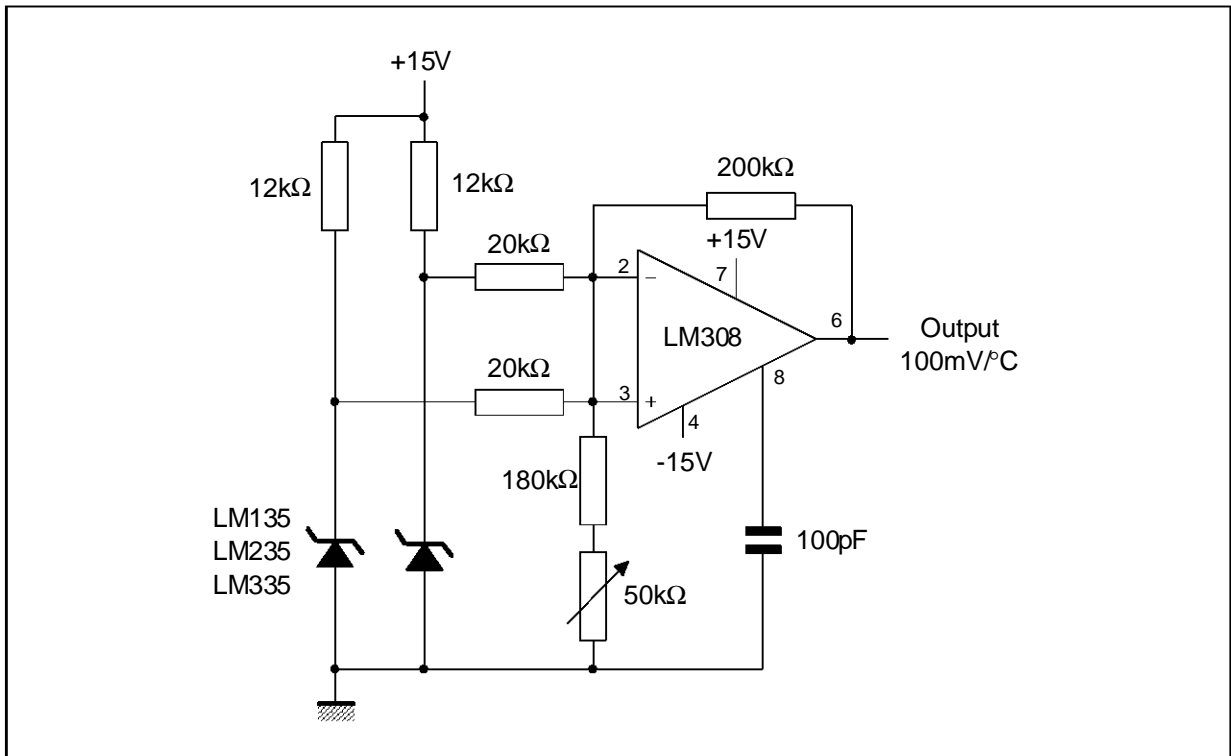 +15V
12kΩ
12kΩ
200kΩ
20kΩ
+15V
2
−
7
6
LM308
Output
100mV/°C
20kΩ
8
3
+
4
-15V
180kΩ
LM135
LM235
LM335
100pF
50kΩ